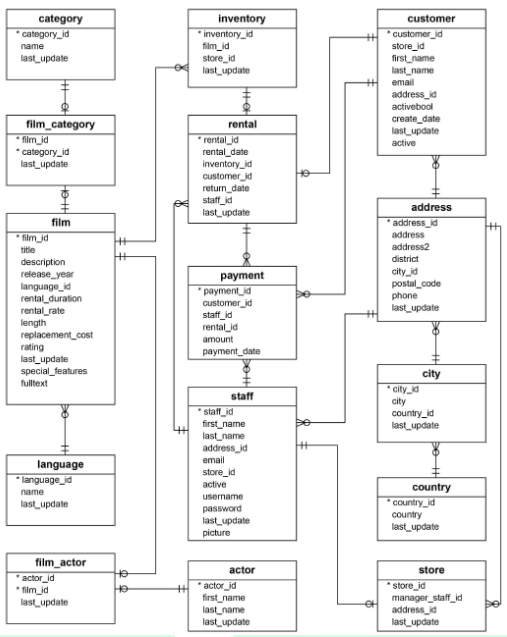 category
* category_id
name
last_update
film_category
* film_id
* category_id
last_update
film
* film_id
title
description
release_year
language_id
rental_duration
rental_rate
length
replacement_cost
rating
last_update
special_features
fulltext
language
* language_id
name
last_update
film_actor
* actor_id
* film_id
last_update
inventory
* inventory_id
film_id
store_id
last_update
rental
* rental_id
rental_date
inventory_id
customer_id
return_date
staff_id
last_update
payment
* payment_id
customer_id
staff_id
rental_id
amount
payment_date
staff
* staff_id
first_name
last_name
address_id
email
store_id
active
username
password
last_update
picture
actor
* actor_id
first_name
last_name
last_update
customer
* customer_id
store_id
first_name
last_name
email
address_id
activebool
create_date
last_update
active
address
* address_id
address
address2
district
city_id
postal_code
phone
last_update
city
* city_id
city
country_id
last_update
country
* country_id
country
last_update
store
* store_id
manager_staff_id
address_id
last_update